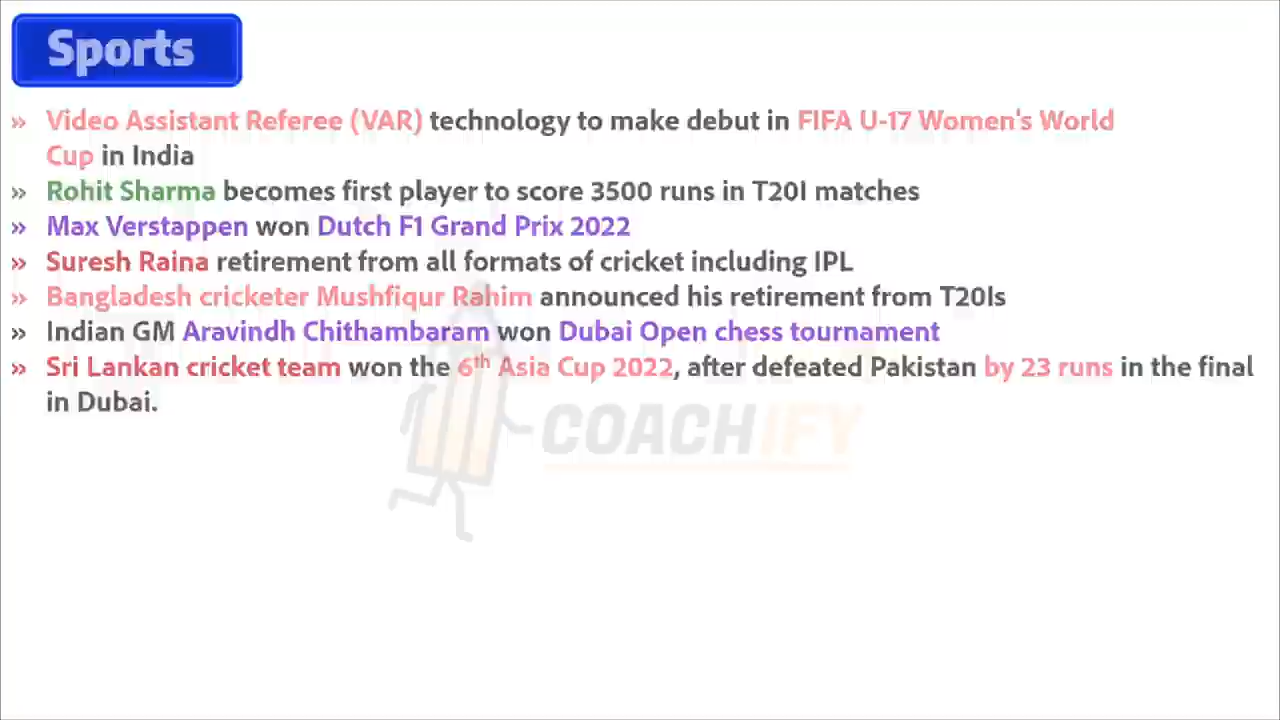 Sports
» Video Assistant Referee (VAR) technology to make debut in FIFA U-17 Women's World
Cup in India
» Rohit Sharma becomes first player to score 3500 runs in T20I matches
» Max Verstappen won Dutch F1 Grand Prix 2022
» Suresh Raina retirement from all formats of cricket including IPL
» Bangladesh cricketer Mushfiqur Rahim announced his retirement from T20Is
» Indian GM Aravindh Chithambaram won Dubai Open chess tournament
» Sri Lankan cricket team won the 6th Asia Cup 2022, after defeated Pakistan by 23 runs in the final
in Dubai.
COACHIFY